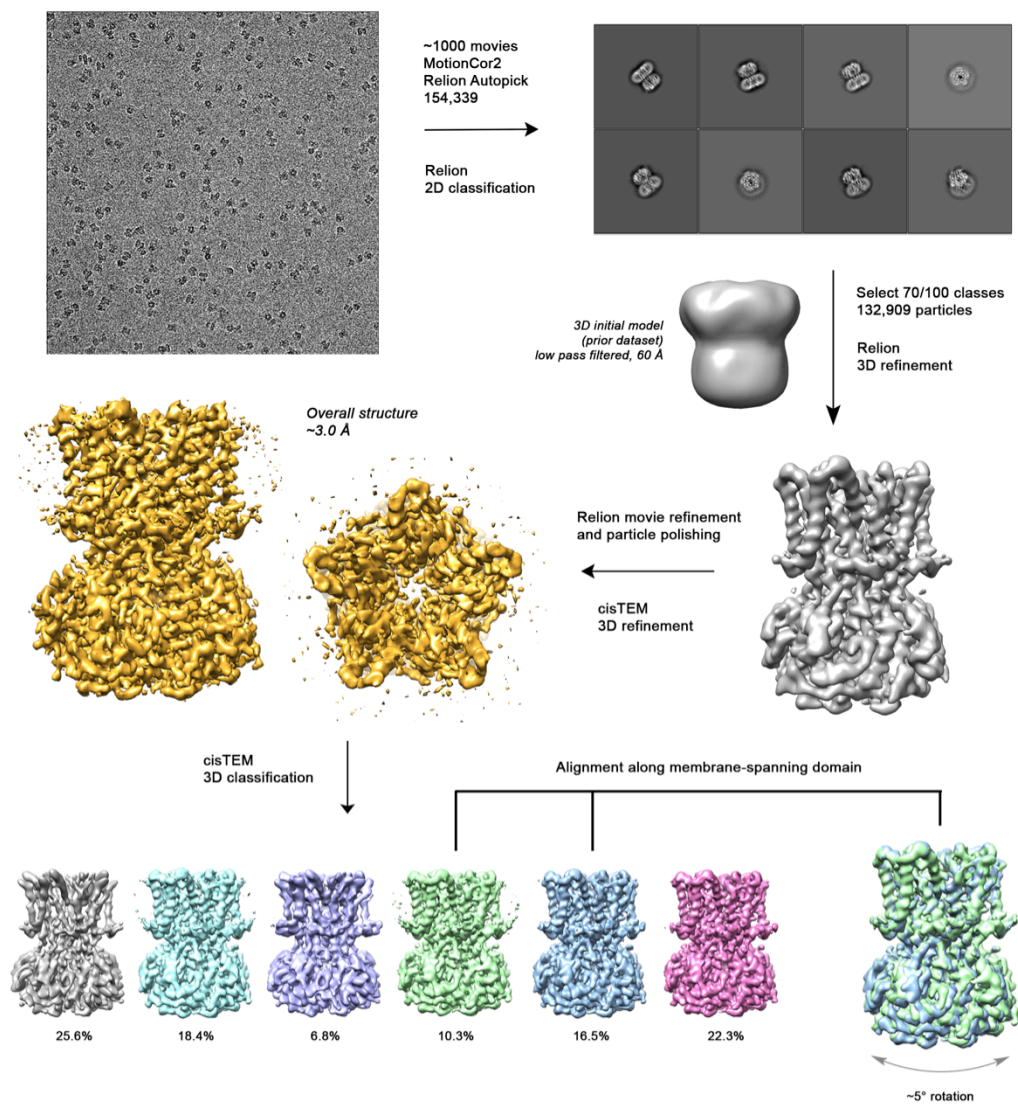 ~1000 movies
MotionCor2
Relion Autopick
154,339
Relion
2D classification
Select 70/100 classes
132,909 particles
Relion
3D refinement
3D initial model
(prior dataset)
low pass filtered, 60 Å
Overall structure
~3.0 Å
Relion movie refinement
and particle polishing
cisTEM
3D refinement
cisTEM
3D classification
Alignment along membrane-spanning domain
25.6%
18.4%
6.8%
10.3%
16.5%
22.3%
~5° rotation